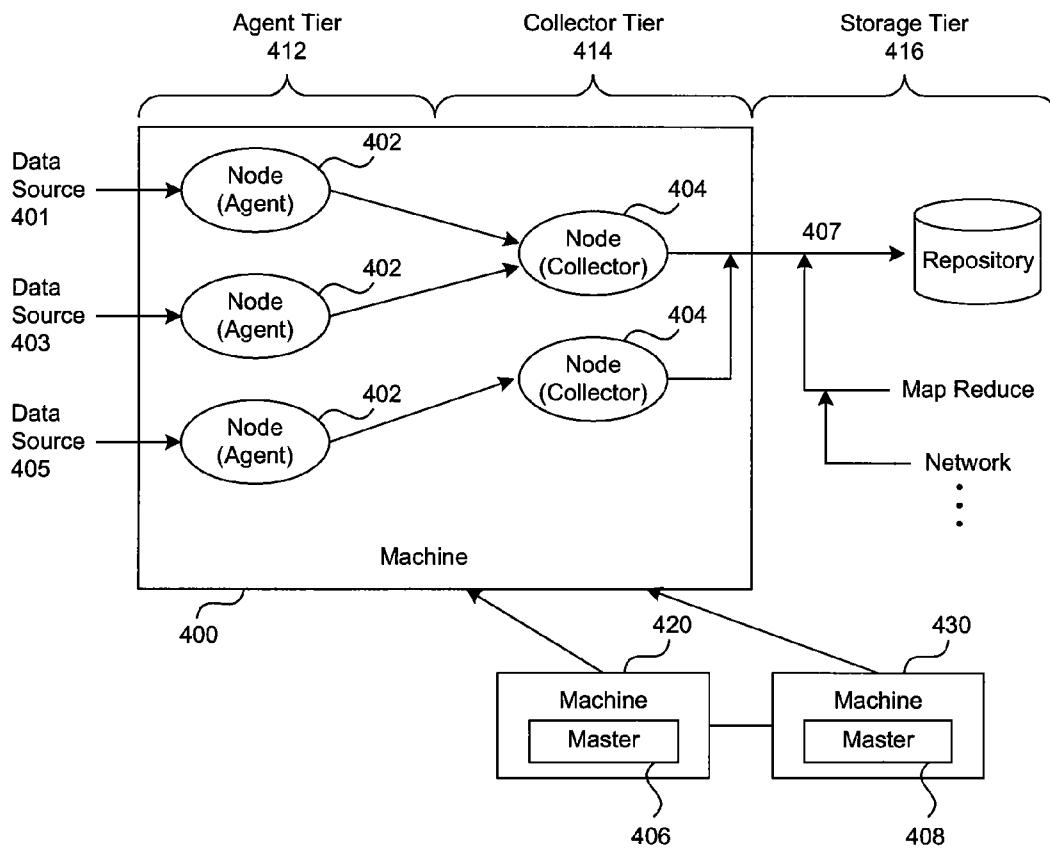 Agent Tier
412
Collector Tier
414
Storage Tier
416
Data
Source
401
Node
(Agent)
402
Data
Source
403
Node
(Agent)
402
Data
Source
405
Node
(Agent)
402
Node
(Collector)
404
Node
(Collector)
404
407
Repository
Map Reduce
Network
Machine
400
420
Machine
Master
406
430
Machine
Master
408